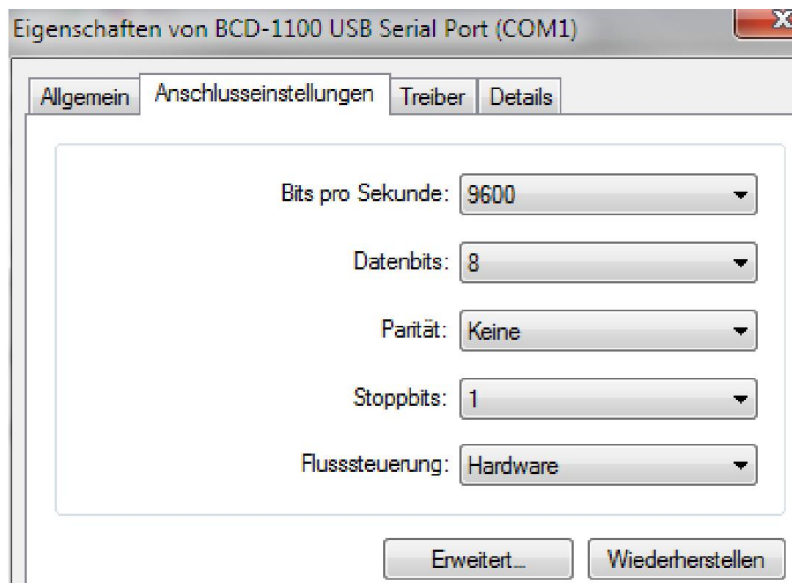 Eigenschaften von BCD-1100 USB Serial Port (COM1)
Allgemein Anschlusseinstellungen Treiber Details
Bits pro Sekunde: 9600
Datenbits: 8
Parität: Keine
Stoppbits: 1
Flusssteuerung: Hardware
Erweitert... Wiederherstellen